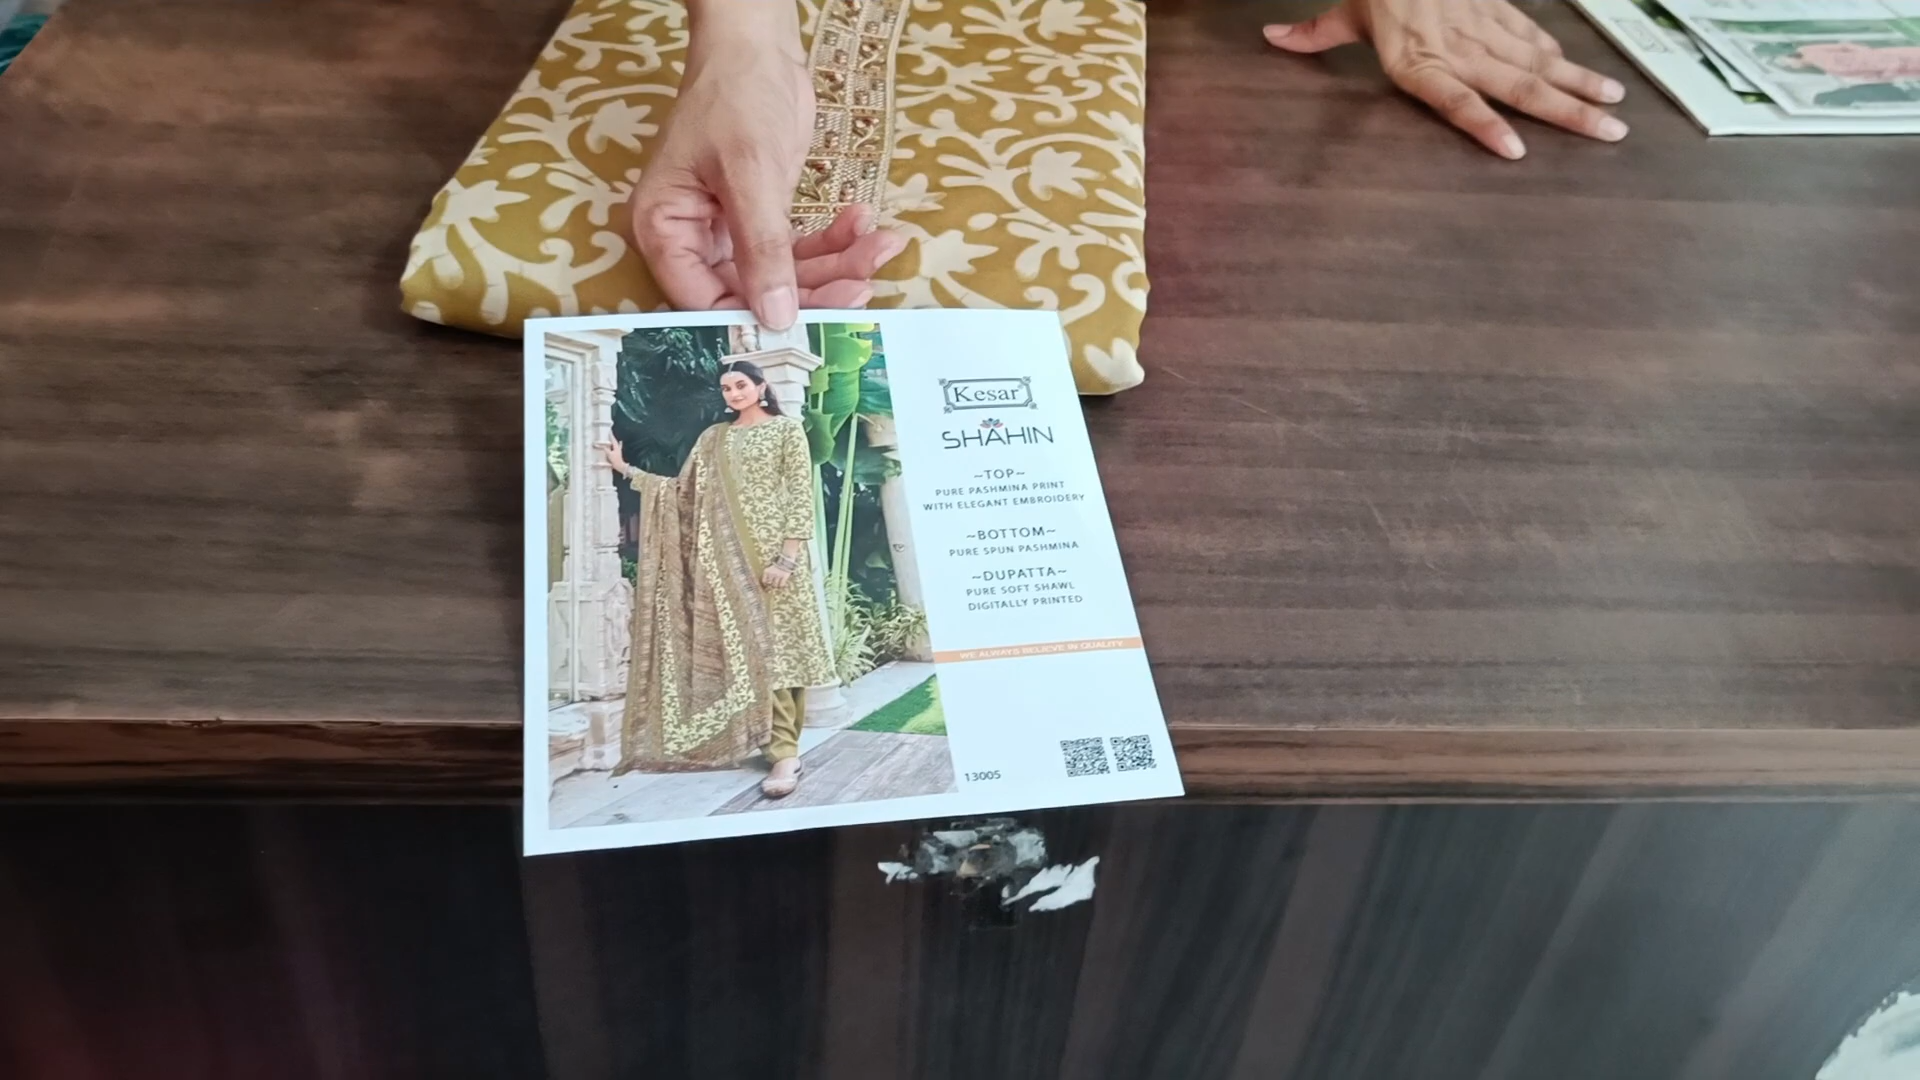 Kesar
SHAHIN
~TOP~
PURE PASHMINA PRINT
WITH ELEGANT EMBROIDERY
~BOTTOM~
PURE SPUN PASHMINA
~DUPATTA~
PURE SOFT SHAWL
DIGITALLY PRINTED
WE ALWAYS BELIEVE IN QUALITY
13005